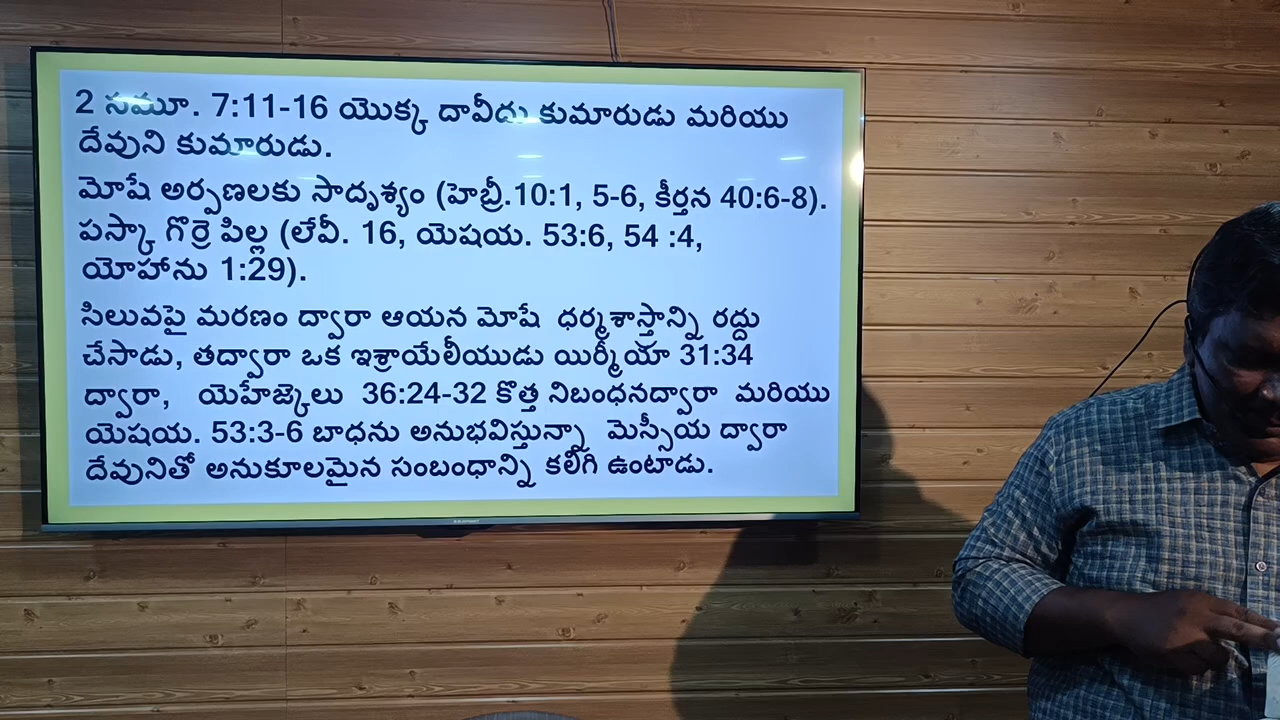 2 సమూ. 7:11-16 యొక్క దావీదు కుమారుడు మరియు
దేవుని కుమారుడు.
మోషే అర్పణలకు సాదృశ్యం (హెబ్రీ.10:1, 5-6, కీర్తన 40:6-8).
పస్కా గొర్రె పిల్ల (లేవీ. 16, యెషయ. 53:6, 54 :4,
యోహాను 1:29).
సిలువపై మరణం ద్వారా ఆయన మోషే ధర్మశాస్త్రాన్ని రద్దు
చేసాడు, తద్వారా ఒక ఇశ్రాయేలీయుడు యిర్మీయా 31:34
ద్వారా, యెహేజ్కెలు 36:24-32 కొత్త నిబంధనద్వారా మరియు
యెషయ. 53:3-6 బాధను అనుభవిస్తున్నా మెస్సీయ ద్వారా
దేవునితో అనుకూలమైన సంబంధాన్ని కలిగి ఉంటాడు.
BLAUPUNKT